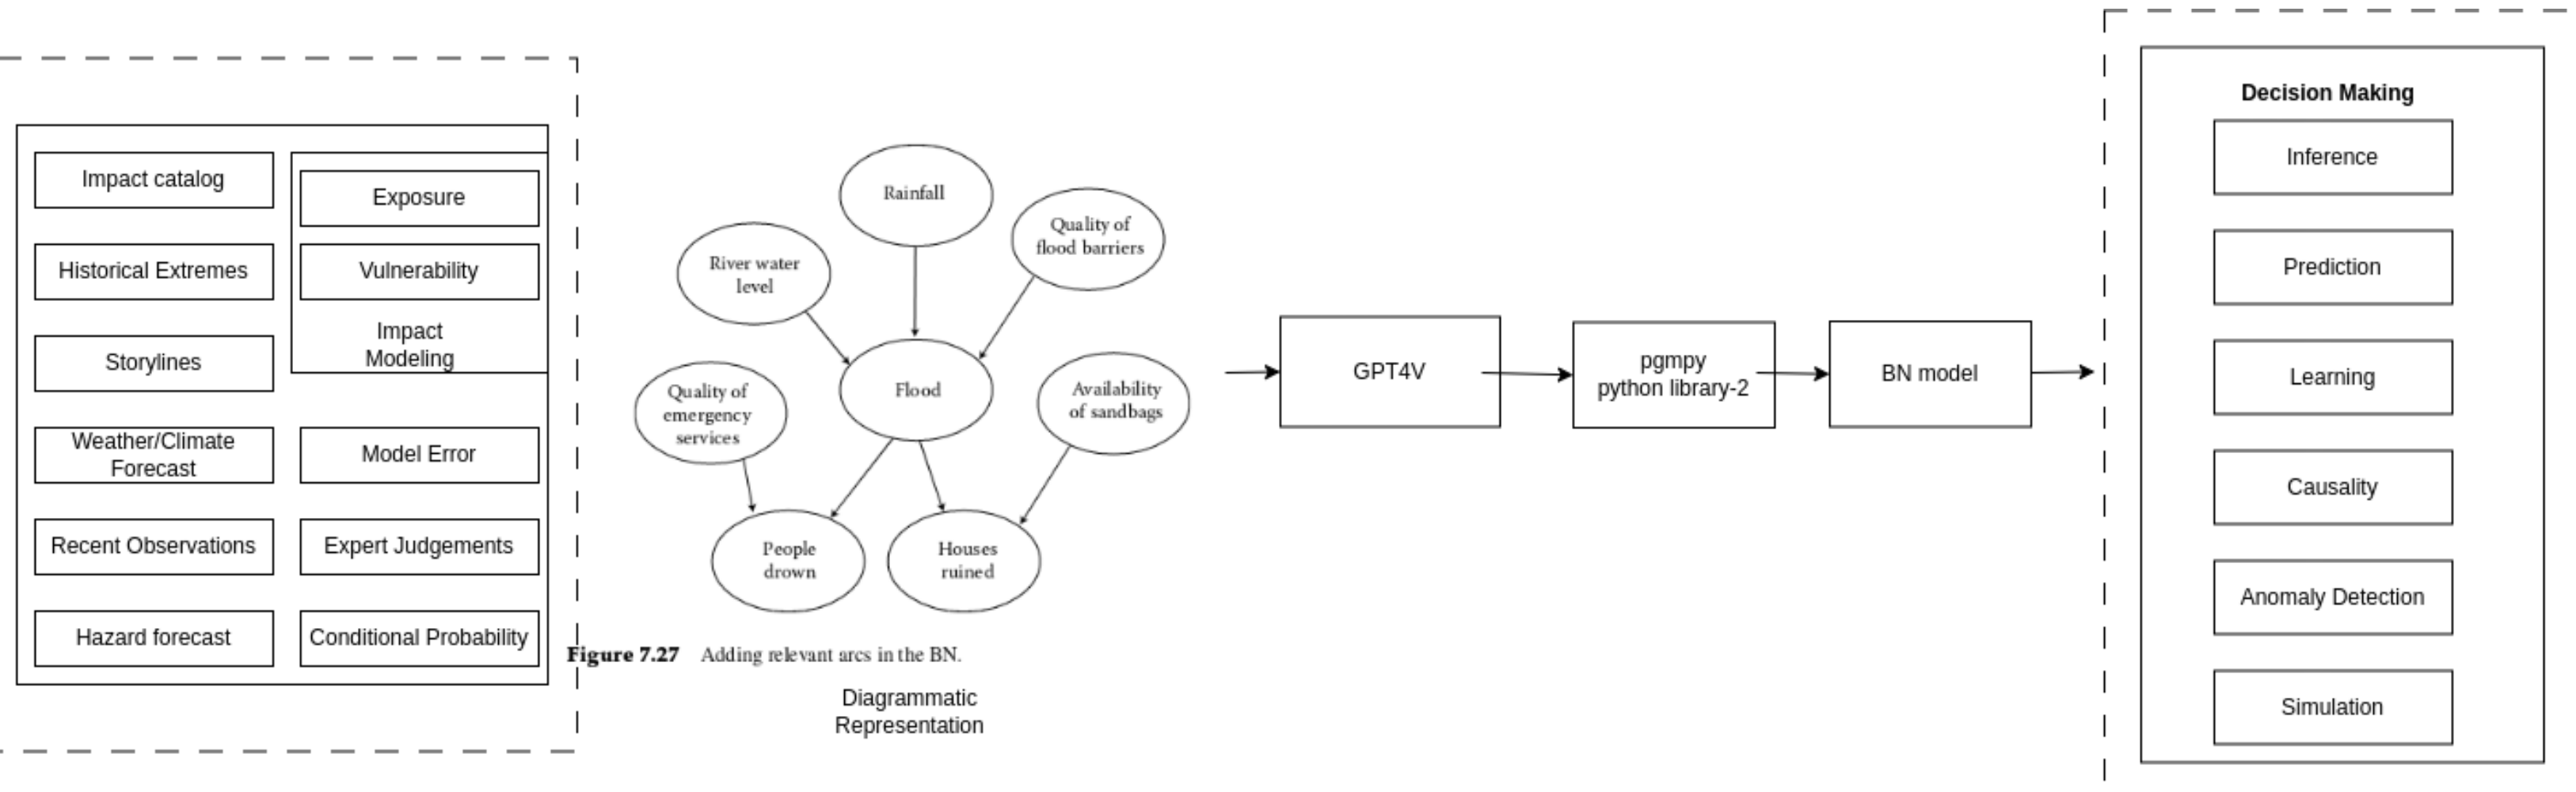 Impact catalog
Historical Extremes
Storylines
Weather/Climate
Forecast
Recent Observations
Hazard forecast
Exposure
Vulnerability
Impact
Modeling
Model Error
Expert Judgements
Conditional Probability
Rainfall
Quality of
flood barriers
River water
level
Flood
Quality of
emergency
services
Availability
of sandbags
People
drown
Houses
ruined
Figure 7.27 Adding relevant arcs in the BN.
Diagrammatic
Representation
GPT4V
pgmpy
python library-2
BN model
Decision Making
Inference
Prediction
Learning
Causality
Anomaly Detection
Simulation